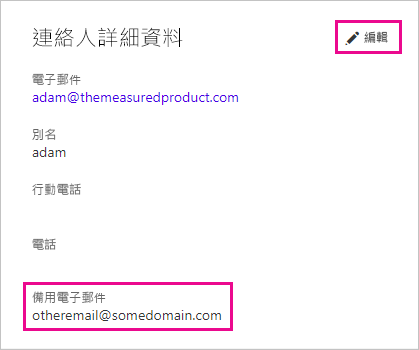 連絡人詳細資料
編輯
電子郵件
adam@themeasuredproduct.com
別名
adam
行動電話
電話
備用電子郵件
otheremail@somedomain.com